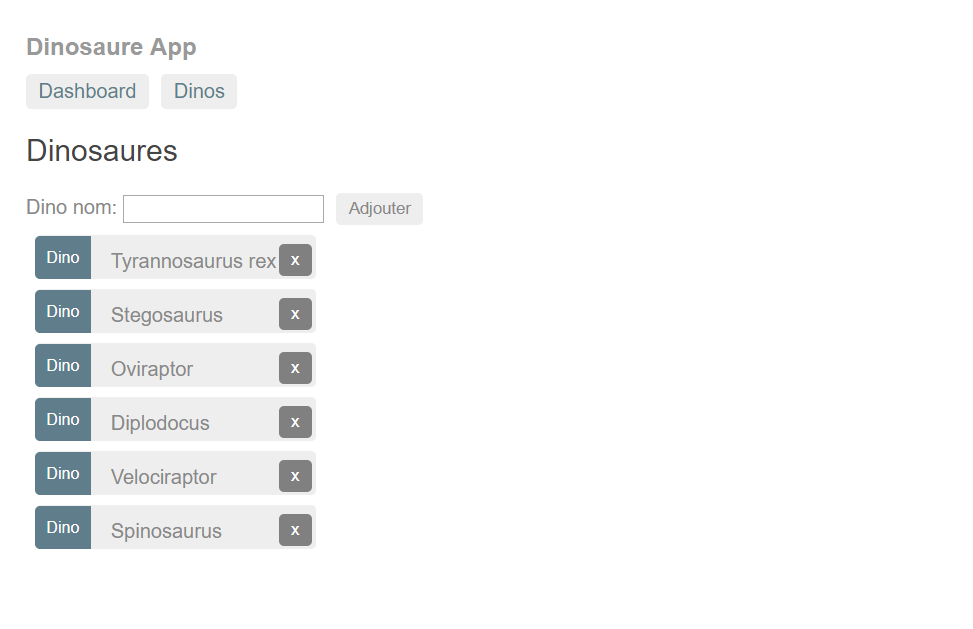 Dinosaure App
Dashboard Dinos
Dinosaures
Dino nom: Adjouter
Dino Tyrannosaurus rex x
Dino Stegosaurus x
Dino Oviraptor x
Dino Diplodocus x
Dino Velociraptor x
Dino Spinosaurus x